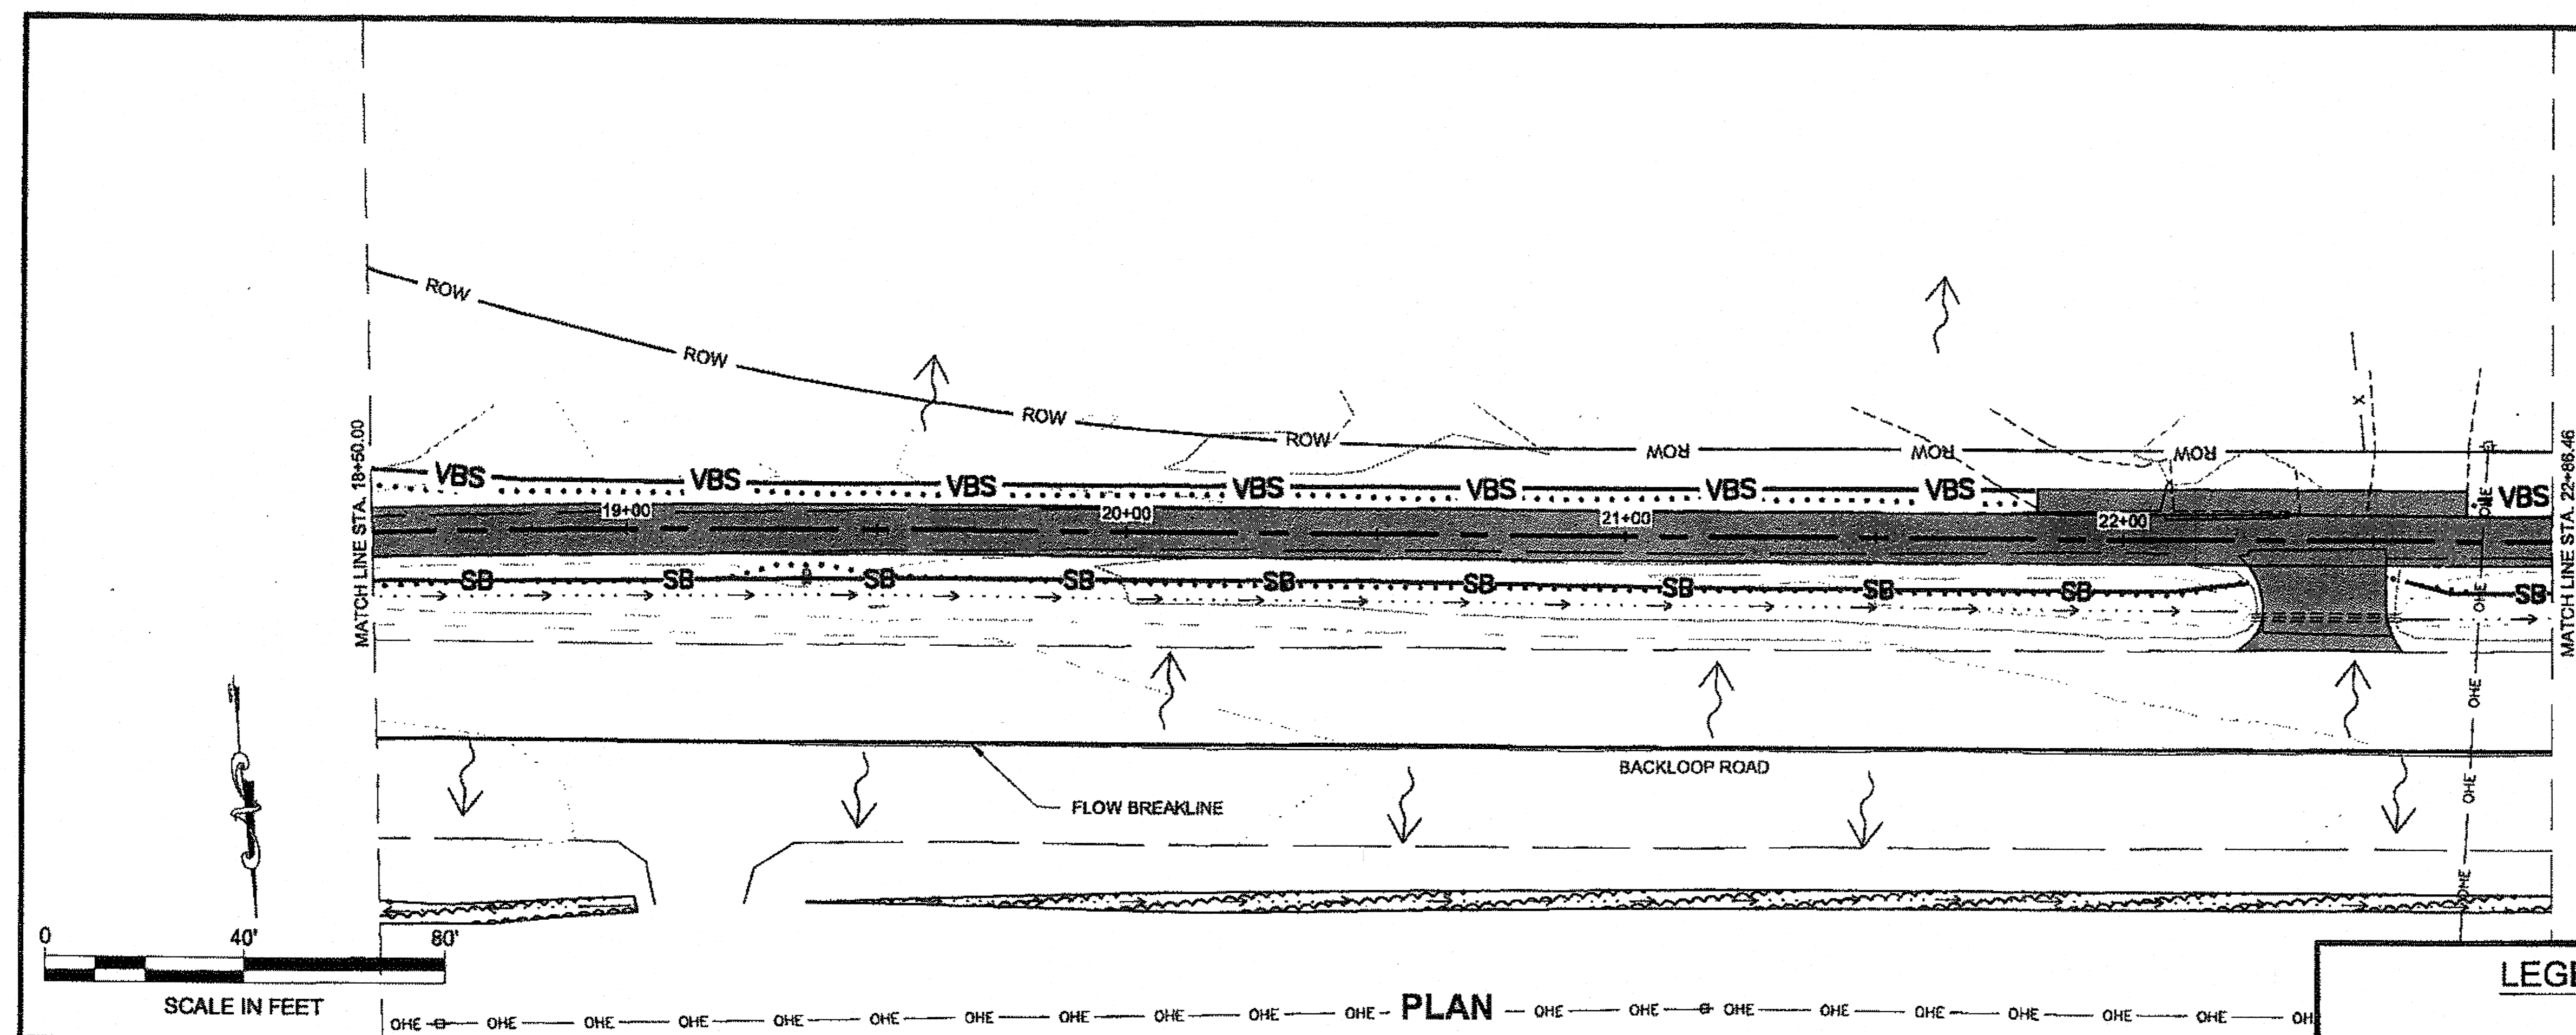 ROW
ROW
ROW
ROW
ROW
ROW
ROW
X
MATCH LINE STA. 18+50.00
MATCH LINE STA. 22+86.46
VBS
VBS
VBS
VBS
VBS
VBS
VBS
VBS
OHE
19+00
20+00
21+00
22+00
SB
SB
SB
SB
SB
SB
SB
SB
SB
SB
OHE
OHE
BACKLOOP ROAD
OHE
FLOW BREAKLINE
OHE
0 40' 80'
SCALE IN FEET
LEGE
OHE OHE OHE OHE OHE OHE OHE OHE OHE OHE OHE PLAN OHE OHE OHE OHE OHE OHE OHE OHE OH